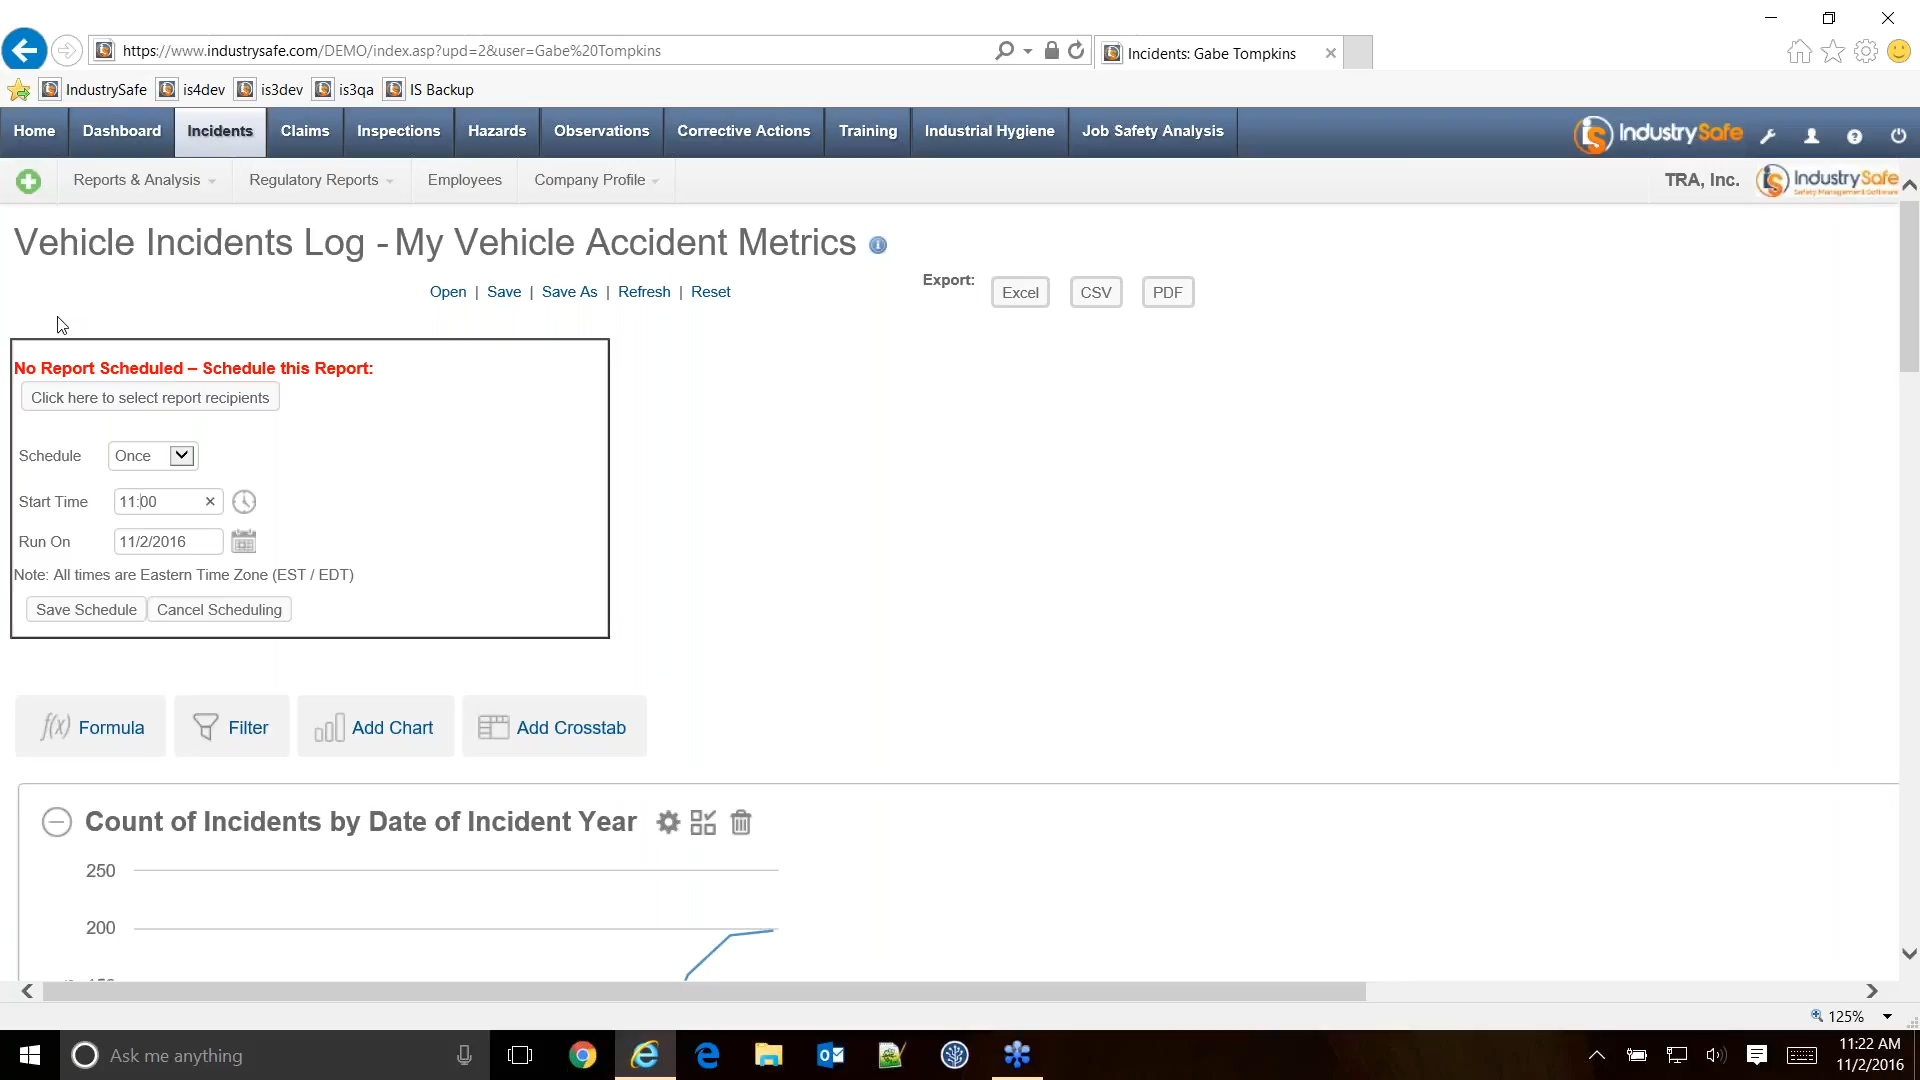 https://www.industrysafe.com/DEMO/index.asp?upd=2&user=Gabe%20Tompkins
Incidents: Gabe Tompkins
IndustrySafe is4dev is3dev is3qa IS Backup
Home Dashboard Incidents Claims Inspections Hazards Observations Corrective Actions Training Industrial Hygiene Job Safety Analysis IndustrySafe
Reports & Analysis Regulatory Reports Employees Company Profile TRA, Inc. IndustrySafe
Safety Management Software
Vehicle Incidents Log - My Vehicle Accident Metrics
Open | Save | Save As | Refresh | Reset
Export: Excel CSV PDF
No Report Scheduled – Schedule this Report:
Click here to select report recipients
Schedule Once
Start Time 11:00
Run On 11/2/2016
Note: All times are Eastern Time Zone (EST / EDT)
Save Schedule Cancel Scheduling
f(x) Formula Filter Add Chart Add Crosstab
Count of Incidents by Date of Incident Year
250
200
125%
Ask me anything
11:22 AM
11/2/2016